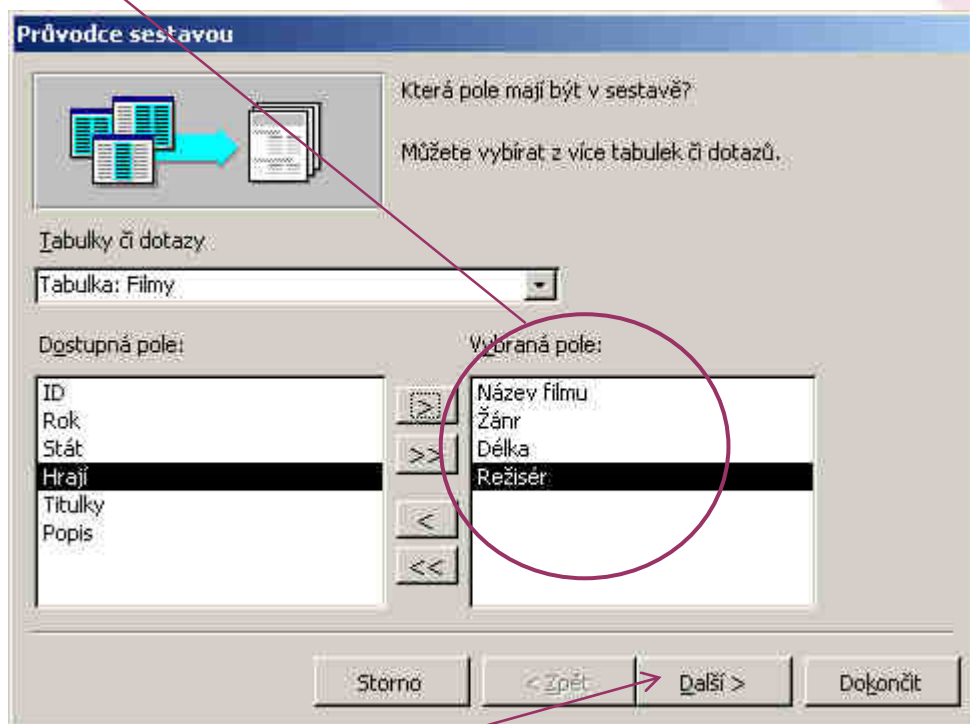 Průvodce sestavou
Která pole mají být v sestavě?
Můžete vybírat z více tabulek či dotazů.
Tabulky či dotazy
Tabulka: Filmy
Dostupná pole:
Vybraná pole:
ID
Rok
Stát
Hrají
Titulky
Popis
>
>>
<
<<
Název filmu
Žánr
Délka
Režisér
Storno
< Zpět
Další >
Dokončit